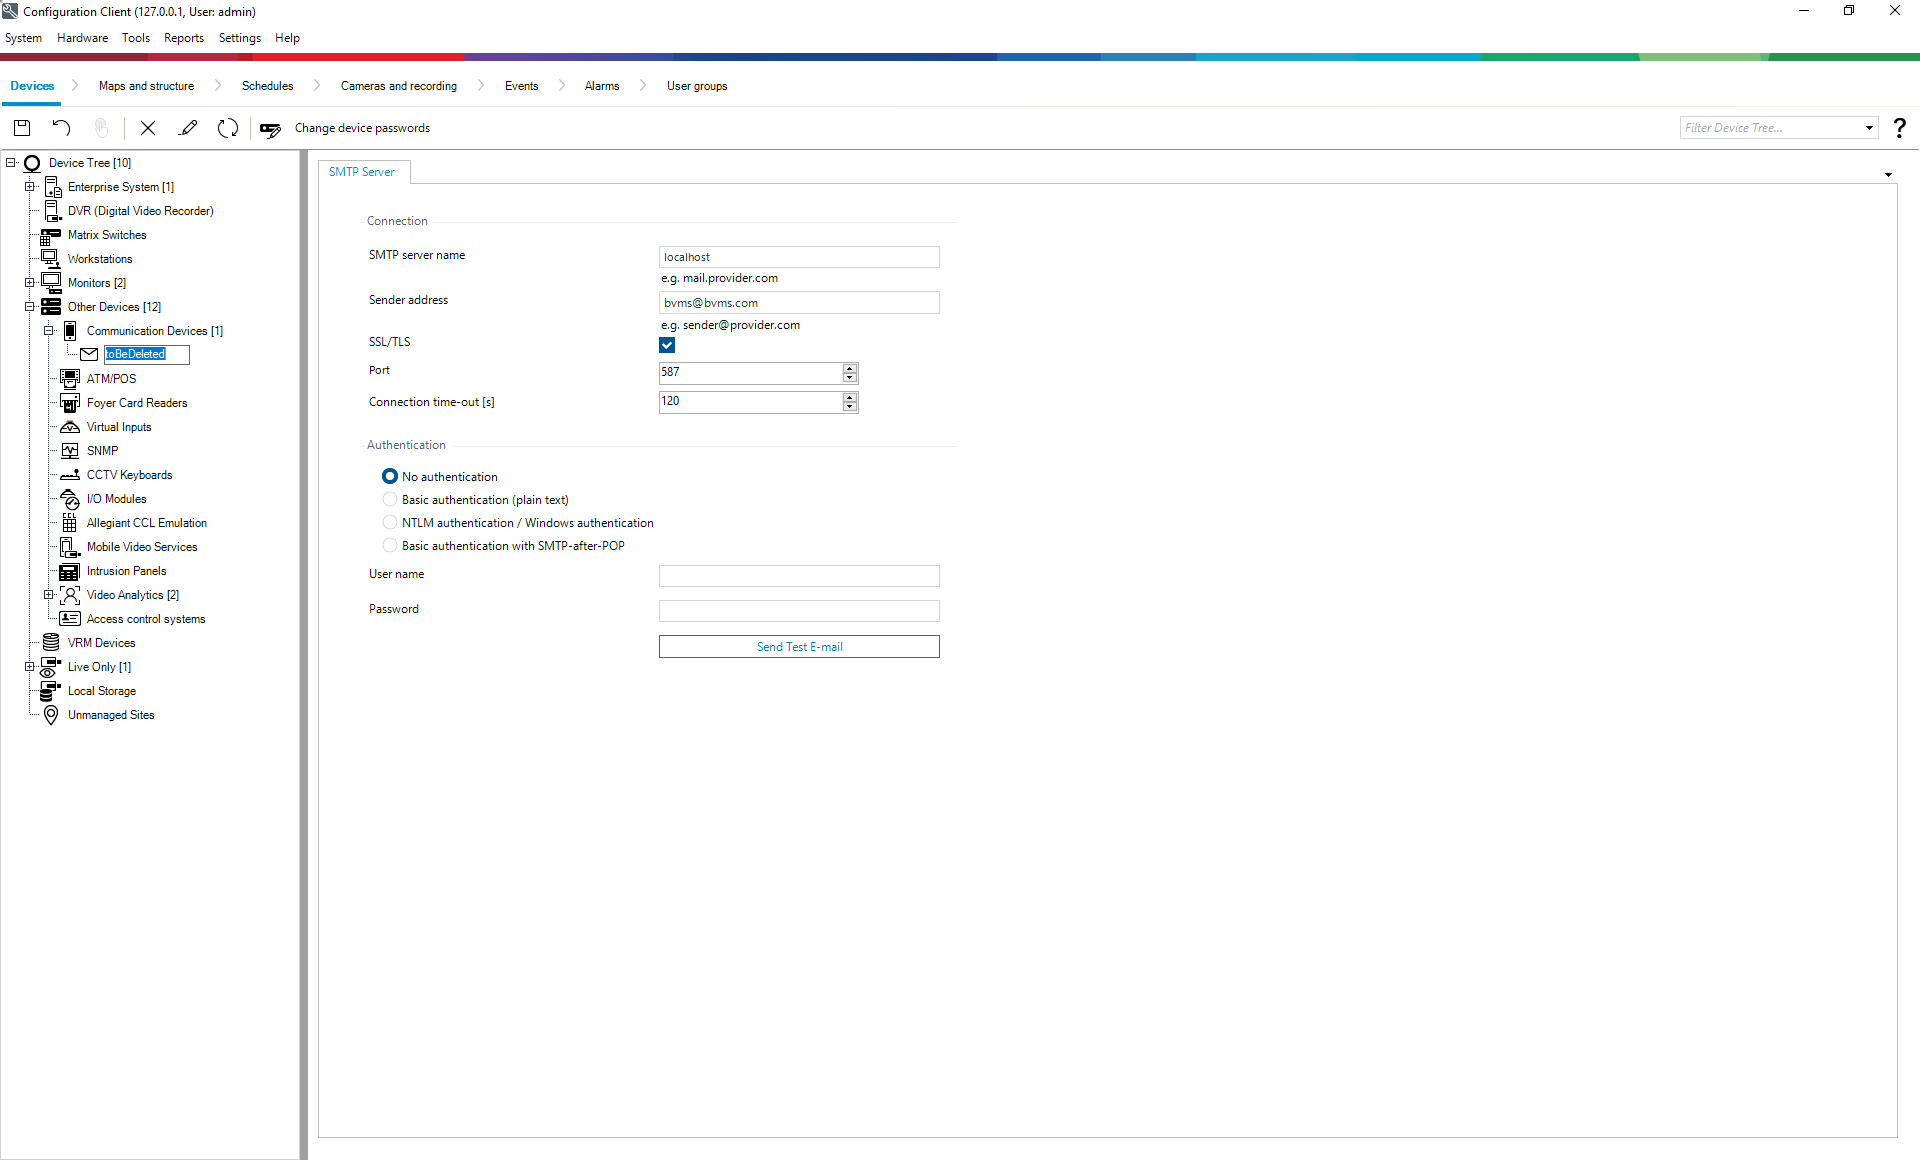 Configuration Client (127.0.0.1, User: admin)
System Hardware Tools Reports Settings Help
Devices Maps and structure Schedules Cameras and recording Events Alarms User groups
Change device passwords
Filter Device Tree...
?
Device Tree [10]
Enterprise System [1]
DVR (Digital Video Recorder)
Matrix Switches
Workstations
Monitors [2]
Other Devices [12]
Communication Devices [1]
toBeDeleted
ATM/POS
Foyer Card Readers
Virtual Inputs
SNMP
CCTV Keyboards
I/O Modules
Allegiant CCL Emulation
Mobile Video Services
Intrusion Panels
Video Analytics [2]
Access control systems
VRM Devices
Live Only [1]
Local Storage
Unmanaged Sites
SMTP Server
Connection
SMTP server name
localhost
e.g. mail.provider.com
Sender address
bvms@bvms.com
e.g. sender@provider.com
SSL/TLS
Port
587
Connection time-out [s]
120
Authentication
No authentication
Basic authentication (plain text)
NTLM authentication / Windows authentication
Basic authentication with SMTP-after-POP
User name
Password
Send Test E-mail